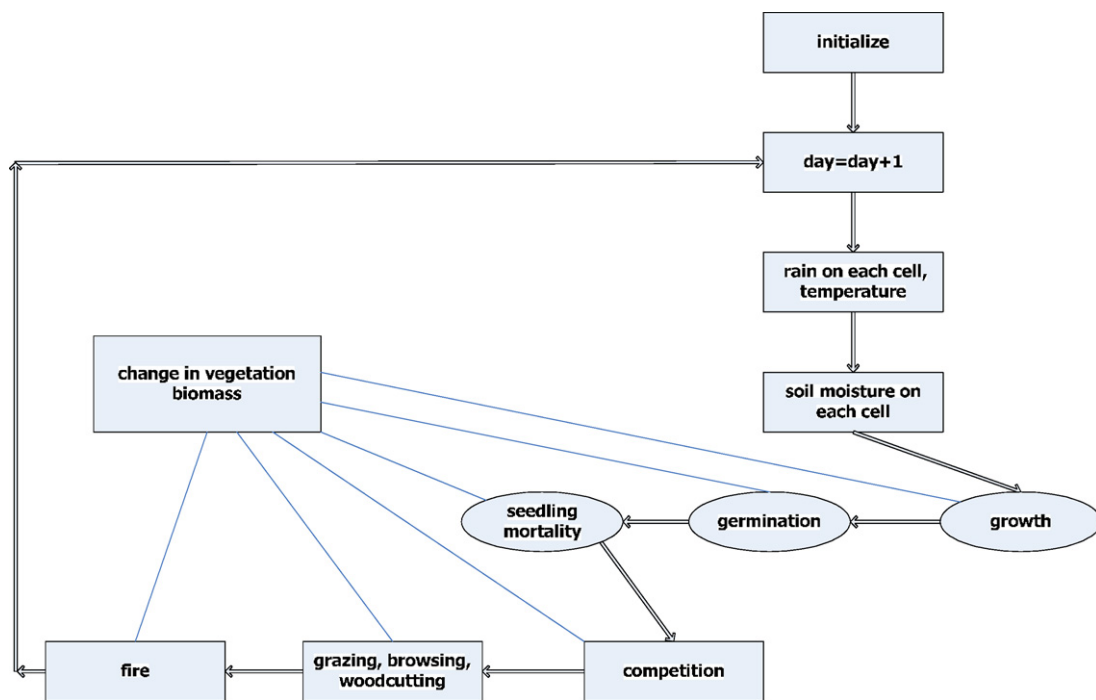 initialize
day=day+1
rain on each cell,
temperature
change in vegetation
biomass
soil moisture on
each cell
seedling
mortality
germination
growth
fire
grazing, browsing,
woodcutting
competition